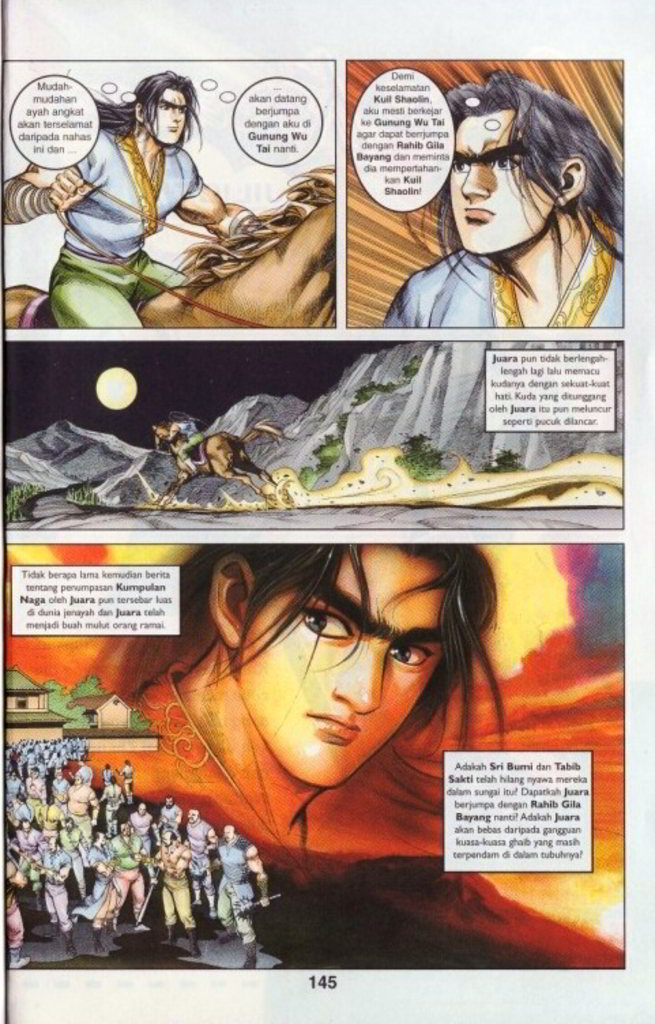 Mudah-
mudahan
ayah angkat
akan terselamat
daripada nahas
ini dan ...
...
akan datang
berjumpa
dengan aku di
Gunung Wu
Tai nanti.
Demi
keselamatan
Kuil Shaolin,
aku mesti berkejar
ke Gunung Wu Tai
agar dapat berrjumpa
dengan Rahib Gila
Bayang dan meminta
dia mempertahan-
kan Kuil
Shaolin!
Juara pun tidak berlengah-
lengah lagi lalu memacu
kudanya dengan sekuat-kuat
hati. Kuda yang ditunggang
oleh Juara itu pun meluncur
seperti pucuk dilancar.
Tidak berapa lama kemudian berita
tentang penumpasan Kumpulan
Naga oleh Juara pun tersebar luas
di dunia jenayah dan Juara telah
menjadi buah mulut orang ramai.
Adakah Sri Bumi dan Tabib
Sakti telah hilang nyawa mereka
dalam sungai itu? Dapatkah Juara
berjumpa dengan Rahib Gila
Bayang nanti? Adakah Juara
akan bebas daripada gangguan
kuasa-kuasa ghaib yang masih
terpendam di dalam tubuhnya?
145